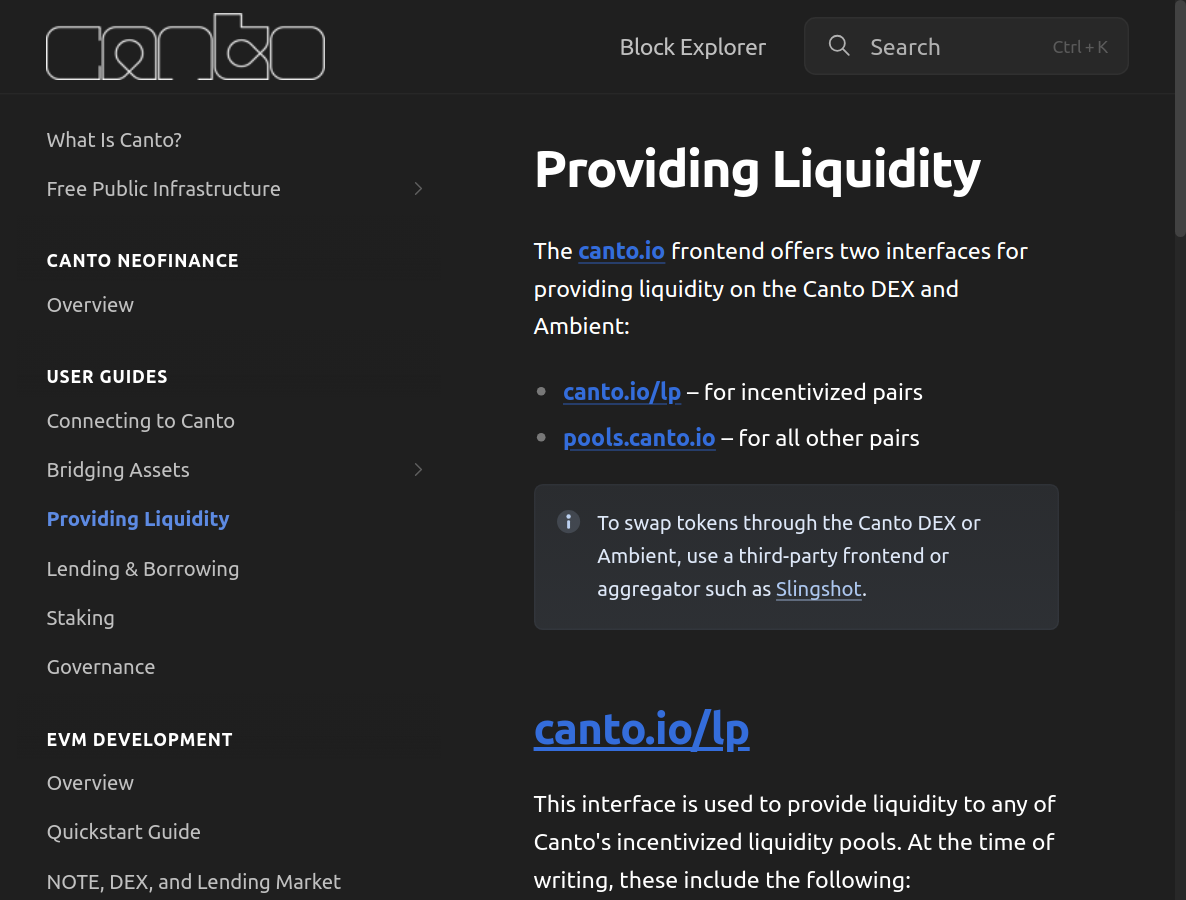 canto
Block Explorer
Search
Ctrl + K
What Is Canto?
Free Public Infrastructure
CANTO NEOFINANCE
Overview
USER GUIDES
Connecting to Canto
Bridging Assets
Providing Liquidity
Lending & Borrowing
Staking
Governance
EVM DEVELOPMENT
Overview
Quickstart Guide
NOTE, DEX, and Lending Market
Providing Liquidity
The canto.io frontend offers two interfaces for
providing liquidity on the Canto DEX and
Ambient:
canto.io/lp – for incentivized pairs
pools.canto.io – for all other pairs
To swap tokens through the Canto DEX or
Ambient, use a third-party frontend or
aggregator such as Slingshot.
canto.io/lp
This interface is used to provide liquidity to any of
Canto's incentivized liquidity pools. At the time of
writing, these include the following: